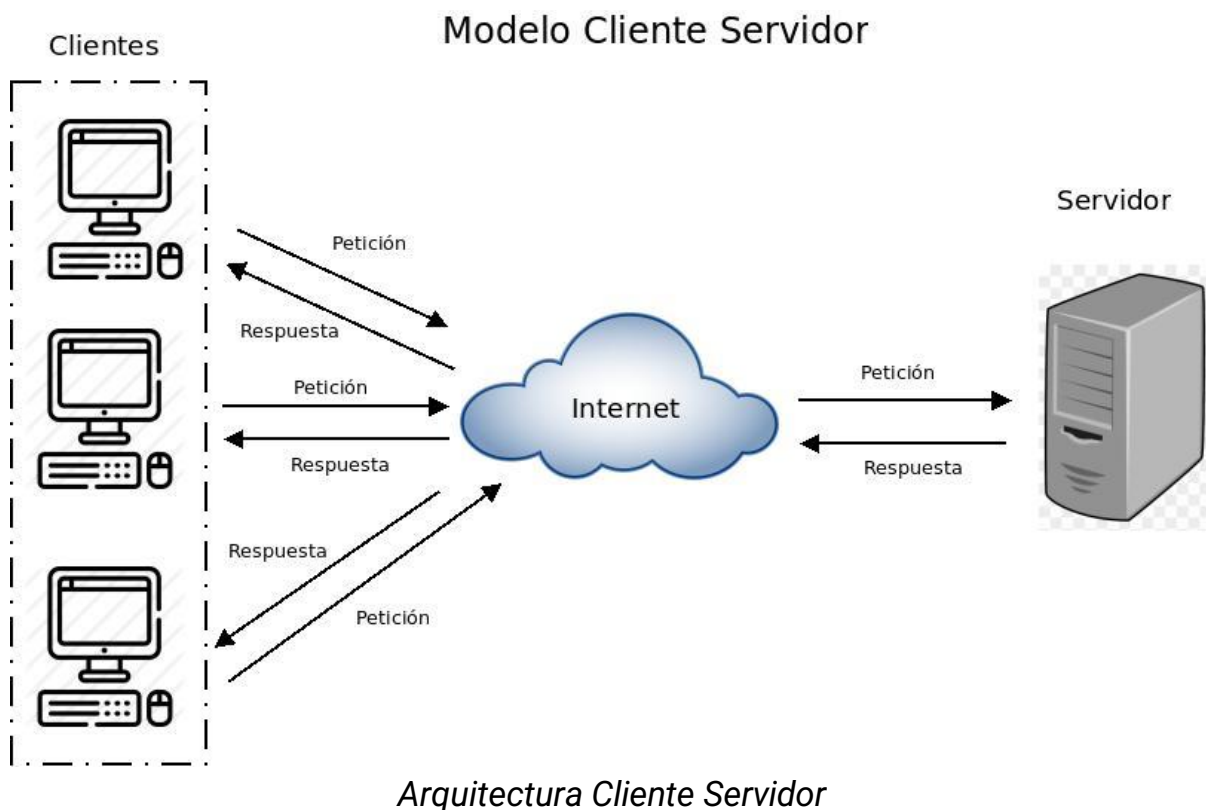 Modelo Cliente Servidor
Clientes
Servidor
Petición
Respuesta
Petición
Respuesta
Respuesta
Petición
Internet
Petición
Respuesta
Arquitectura Cliente Servidor